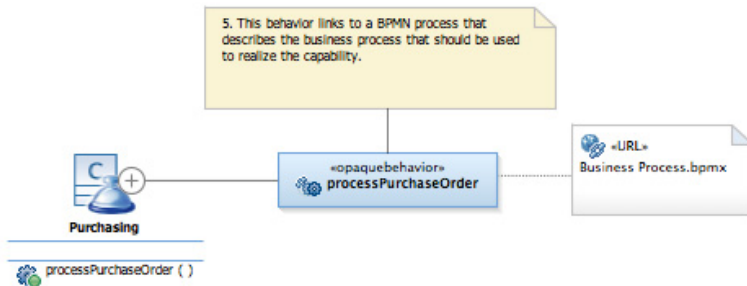 5. This behavior links to a BPMN process that
describes the business process that should be used
to realize the capability.
C
Purchasing
processPurchaseOrder ( )
«opaquebehavior»
processPurchaseOrder
«URL»
Business Process.bpmx